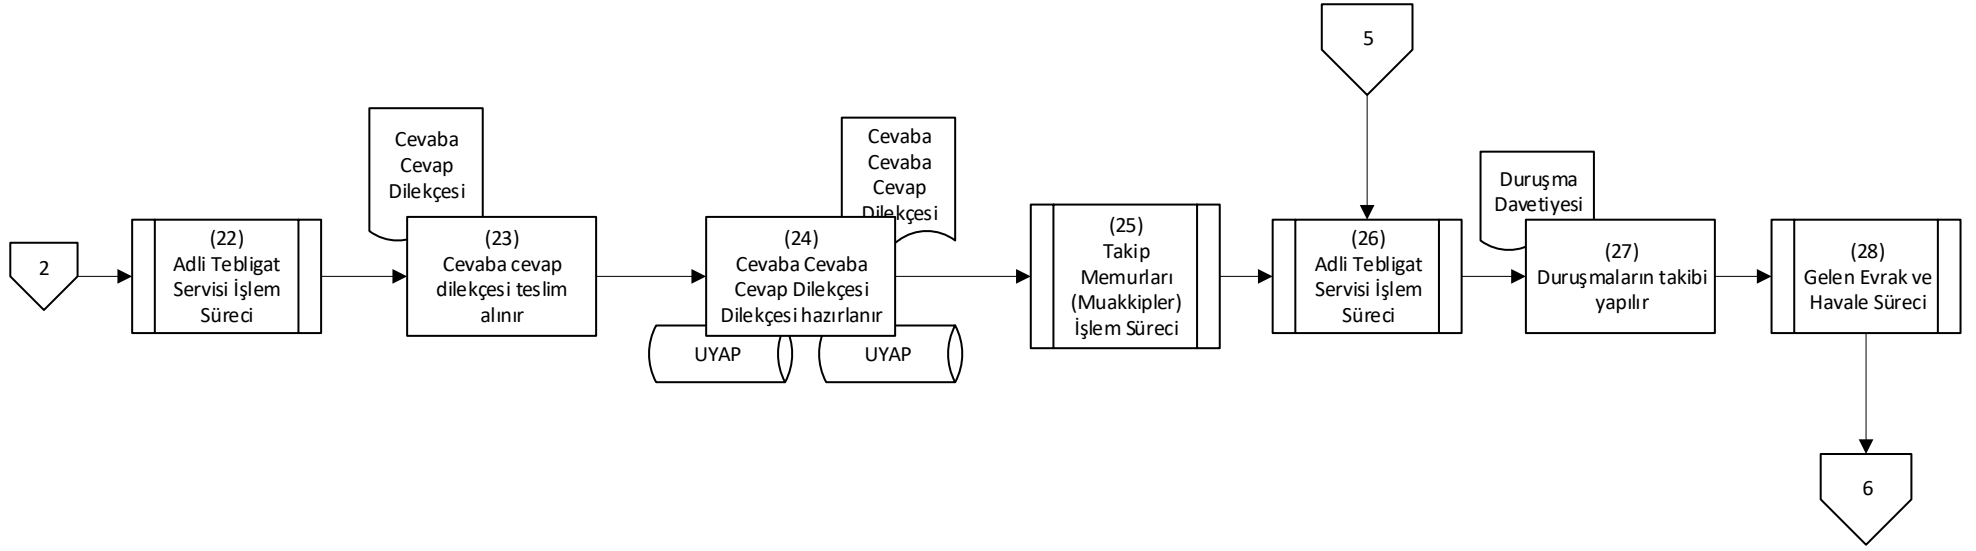 5
Cevaba
Cevap
Dilekçesi
Cevaba
Cevaba
Cevap
Dilekçesi
Duruşma
Davetiyesi
2
(22)
Adli Tebligat
Servisi İşlem
Süreci
(23)
Cevaba cevap
dilekçesi teslim
alınır
(24)
Cevaba Cevaba
Cevap Dilekçesi
Dilekçesi hazırlanır
UYAP
UYAP
(25)
Takip
Memurları
(Muakkipler)
İşlem Süreci
(26)
Adli Tebligat
Servisi İşlem
Süreci
(27)
Duruşmaların takibi
yapılır
(28)
Gelen Evrak ve
Havale Süreci
6